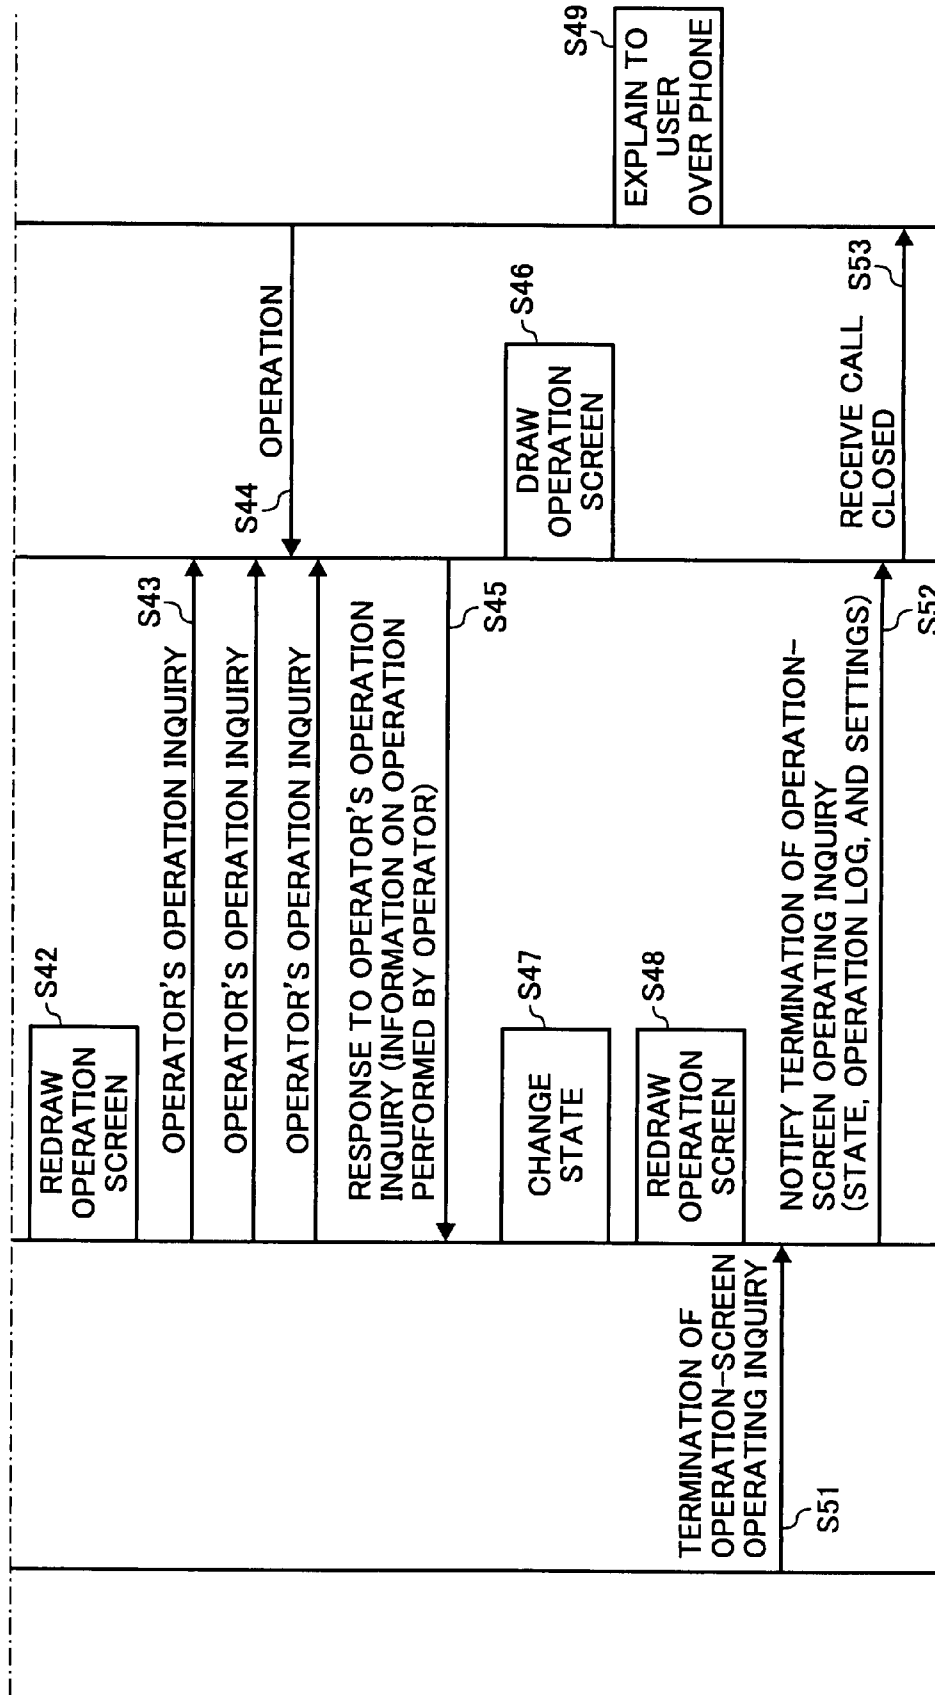 REDRAW
OPERATION
SCREEN
S42
OPERATOR'S OPERATION INQUIRY
S43
OPERATOR'S OPERATION INQUIRY
OPERATOR'S OPERATION INQUIRY
S44
OPERATION
RESPONSE TO OPERATOR'S OPERATION
INQUIRY (INFORMATION ON OPERATION
PERFORMED BY OPERATOR)
S45
DRAW
OPERATION
SCREEN
S46
CHANGE
STATE
S47
REDRAW
OPERATION
SCREEN
S48
EXPLAIN TO
USER
OVER PHONE
S49
TERMINATION OF
OPERATION-SCREEN
OPERATING INQUIRY
S51
NOTIFY TERMINATION OF OPERATION-
SCREEN OPERATING INQUIRY
(STATE, OPERATION LOG, AND SETTINGS)
S52
RECEIVE CALL
CLOSED
S53